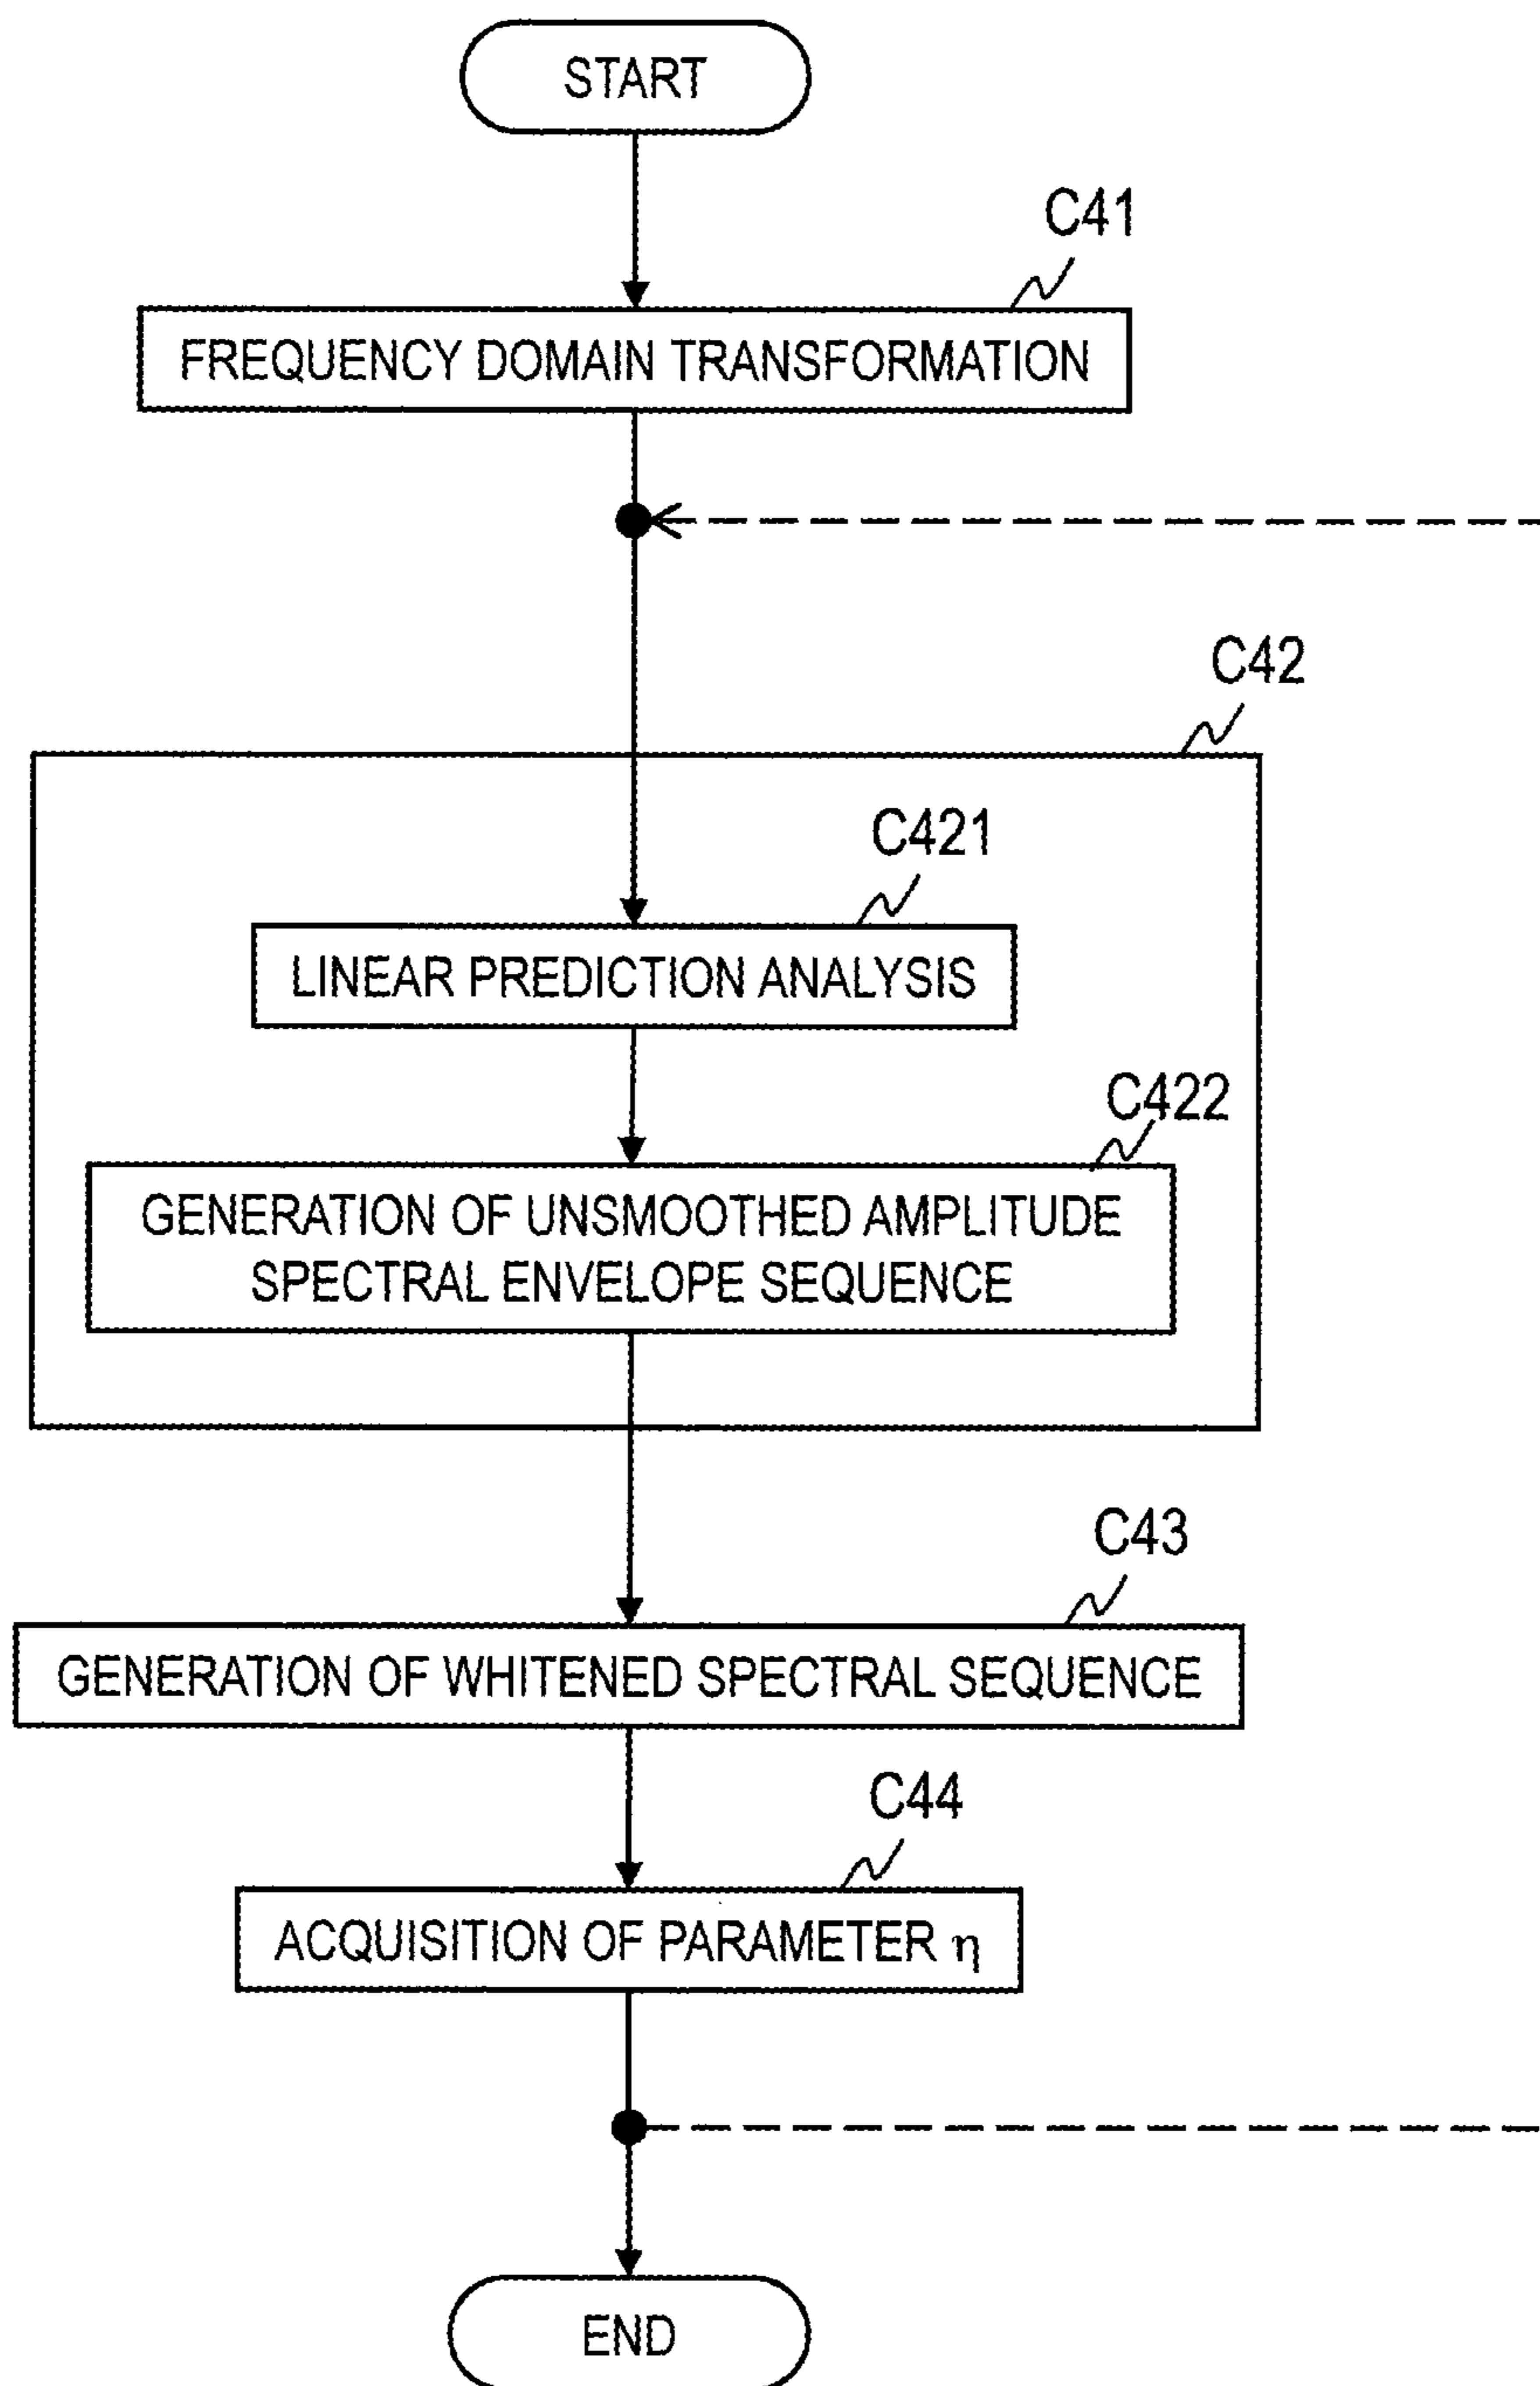 START
C41
FREQUENCY DOMAIN TRANSFORMATION
C42
C421
LINEAR PREDICTION ANALYSIS
C422
GENERATION OF UNSMOOTHED AMPLITUDE
SPECTRAL ENVELOPE SEQUENCE
C43
GENERATION OF WHITENED SPECTRAL SEQUENCE
C44
ACQUISITION OF PARAMETER η
END